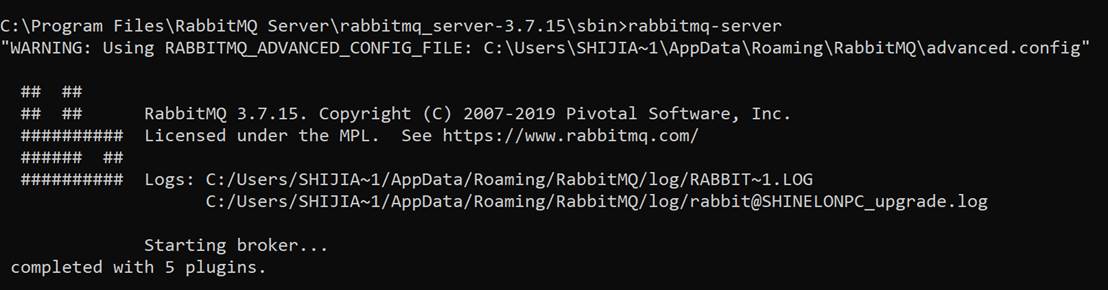 C:\Program Files\RabbitMQ Server\rabbitmq_server-3.7.15\sbin>rabbitmq-server
"WARNING: Using RABBITMQ_ADVANCED_CONFIG_FILE: C:\Users\SHIJIA~1\AppData\Roaming\RabbitMQ\advanced.config"

  ##  ##
  ##  ##      RabbitMQ 3.7.15. Copyright (C) 2007-2019 Pivotal Software, Inc.
  ##########  Licensed under the MPL.  See https://www.rabbitmq.com/
  ######  ##
  ##########  Logs: C:/Users/SHIJIA~1/AppData/Roaming/RabbitMQ/log/RABBIT~1.LOG
                    C:/Users/SHIJIA~1/AppData/Roaming/RabbitMQ/log/rabbit@SHINELONPC_upgrade.log

              Starting broker...
 completed with 5 plugins.